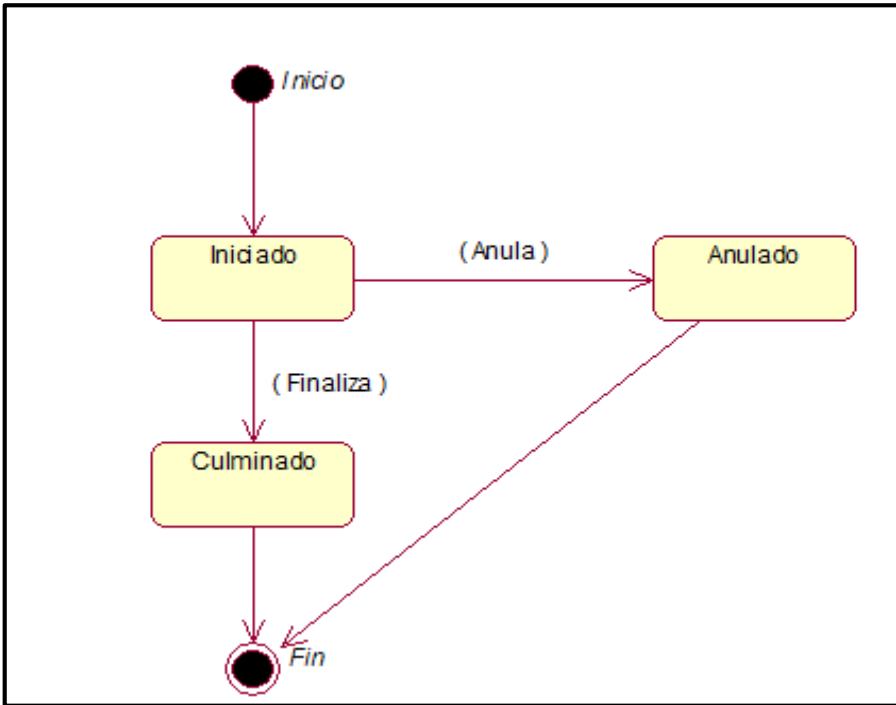 Inicio
Iniciado
( Anula )
Anulado
( Finaliza )
Culminado
Fin